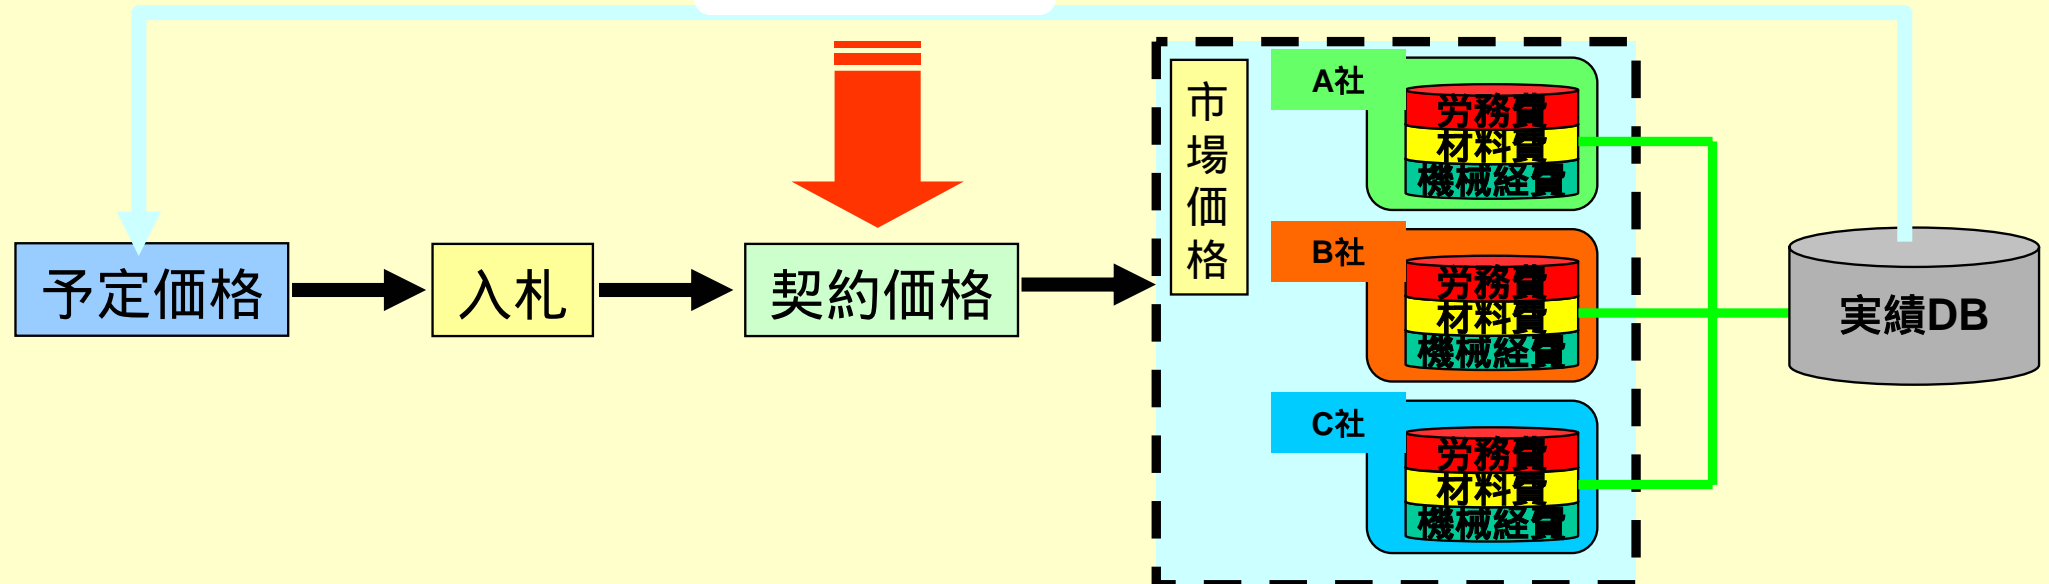 予定価格
入札
契約価格
市場価格
A社
労務費
材料費
機械経費
B社
労務費
材料費
機械経費
C社
労務費
材料費
機械経費
実績DB